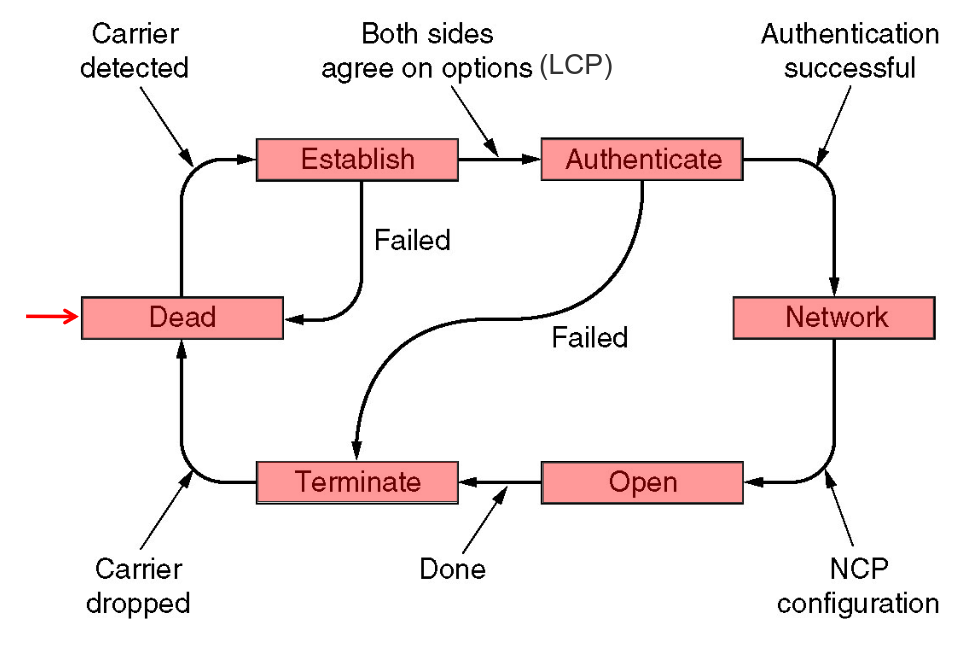 Carrier
detected
Both sides
agree on options (LCP)
Authentication
successful
Establish
Authenticate
Failed
Dead
Network
Failed
Terminate
Open
Carrier
dropped
Done
NCP
configuration